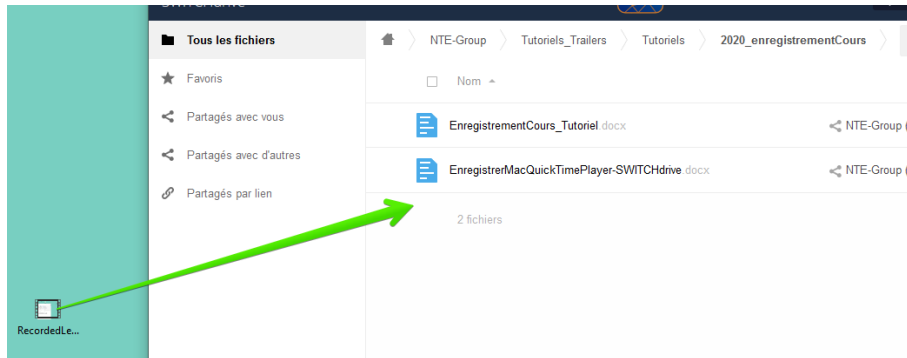 SWITCHdrive
Tous les fichiers
NTE-Group
Tutoriels_Trailers
Tutoriels
2020_enregistrementCours
Favoris
Nom
Partagés avec vous
EnregistrementCours_Tutoriel.docx
NTE-Group (
Partagés avec d'autres
EnregistrerMacQuickTimePlayer-SWITCHdrive.docx
NTE-Group (
Partagés par lien
2 fichiers
RecordedLe...